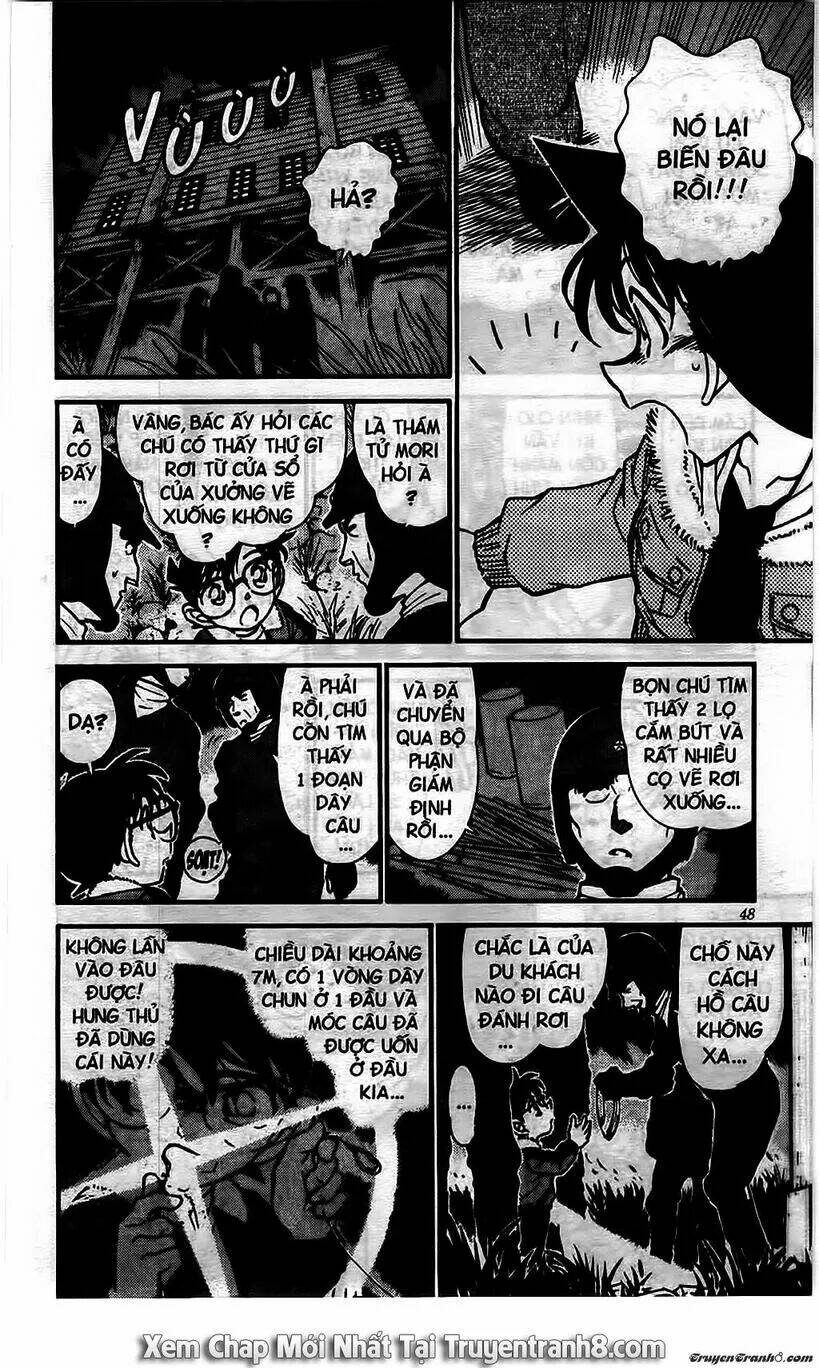 NÓ LẠI
BIẾN ĐÂU
RỒI!!!
VÙÙÙ
HẢ?
LÀ THÁM
TỬ MORI
HỎI À
?
VÂNG, BÁC ẤY HỎI CÁC
CHÚ CÓ THẤY THỨ GÌ
RƠI TỪ CỬA SỔ
CỦA XƯỞNG VẼ
XUỐNG KHÔNG
?
À
CÓ
ĐẤY
...
BỌN CHÚ TÌM
THẤY 2 LỌ
CẮM BÚT VÀ
RẤT NHIỀU
CỌ VẼ RƠI
XUỐNG...
VÀ ĐÃ
CHUYỂN
QUA BỘ
PHẬN
GIÁM
ĐỊNH
RỒI...
À PHẢI
RỒI, CHÚ
CÒN TÌM
THẤY
1 ĐOẠN
DÂY
CÂU
...
DẠ?
SOẠT!
48
CHỖ NÀY
CÁCH
HỒ CÂU
KHÔNG
XA...
CHẮC LÀ CỦA
DU KHÁCH
NÀO ĐI CÂU
ĐÁNH RƠI
...
...
CHIỀU DÀI KHOẢNG
7M, CÓ 1 VÒNG DÂY
CHUN Ở 1 ĐẦU VÀ
MÓC CÂU ĐÃ
ĐƯỢC UỐN
Ở ĐẦU
KIA...
KHÔNG LẤN
VÀO ĐÂU
ĐƯỢC!
HUNG THỦ
ĐÃ DÙNG
CÁI NÀY!
Xem Chap Mới Nhất Tại Truyentranh8.com
TruyenTranh8.com